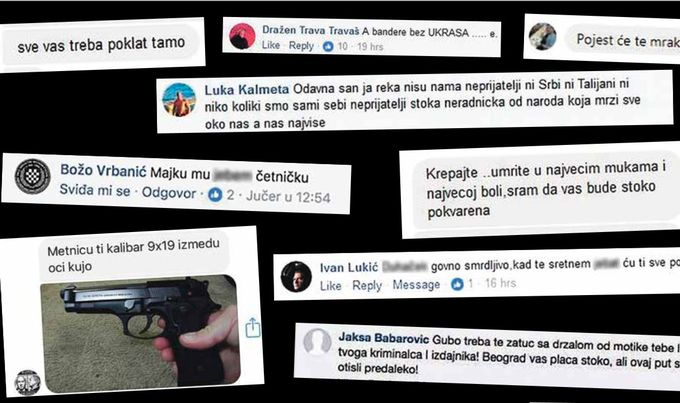 sve vas treba poklat tamo
Dražen Trava Travaš A bandere bez UKRASA ..... e.
Like · Reply · 10 · 19 hrs
Pojest će te mrak
Luka Kalmeta Odavna san ja reka nisu nama neprijatelji ni Srbi ni Talijani ni
niko koliki smo sami sebi neprijatelji stoka neradnicka od naroda koja mrzi sve
oko nas a nas najvise
Božo Vrbanić Majku mu četničku
Sviđa mi se · Odgovor · 2 · Jučer u 12:54
Krepajte ..umrite u najvecim mukama i
najvecoj boli,sram da vas bude stoko
pokvarena
Metnicu ti kalibar 9x19 izmedu
oci kujo
Ivan Lukić govno smrdljivo,kad te sretnem ću ti sve po
Like · Reply · Message · 1 · 16 hrs
Jaksa Babarovic Gubo treba te zatuc sa drzalom od motike tebe I
tvoga kriminalca I izdajnika! Beograd vas placa stoko, ali ovaj put s
otisli predaleko!